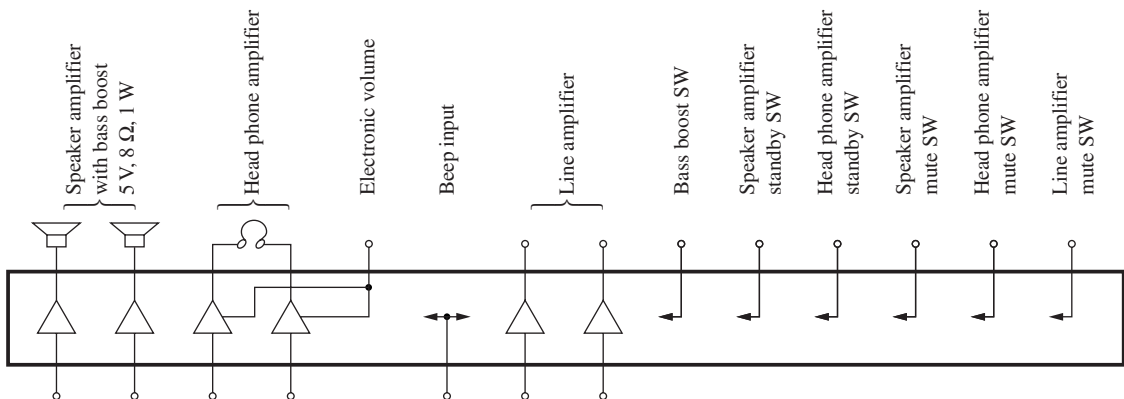 Speaker amplifier
with bass boost
5 V, 8 Ω, 1 W
Head phone amplifier
Electronic volume
Beep input
Line amplifier
Bass boost SW
Speaker amplifier
standby SW
Head phone amplifier
standby SW
Speaker amplifier
mute SW
Head phone amplifier
mute SW
Line amplifier
mute SW